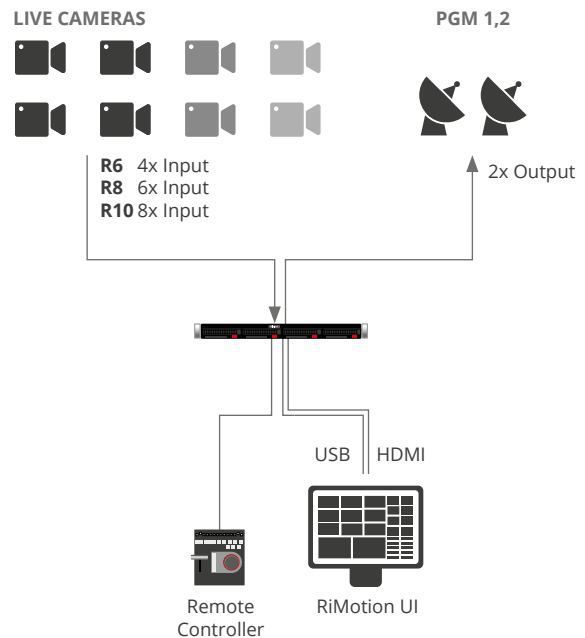 LIVE CAMERAS
PGM 1,2
R6 4x Input
R8 6x Input
R10 8x Input
2x Output
USB
HDMI
Remote
Controller
RiMotion UI